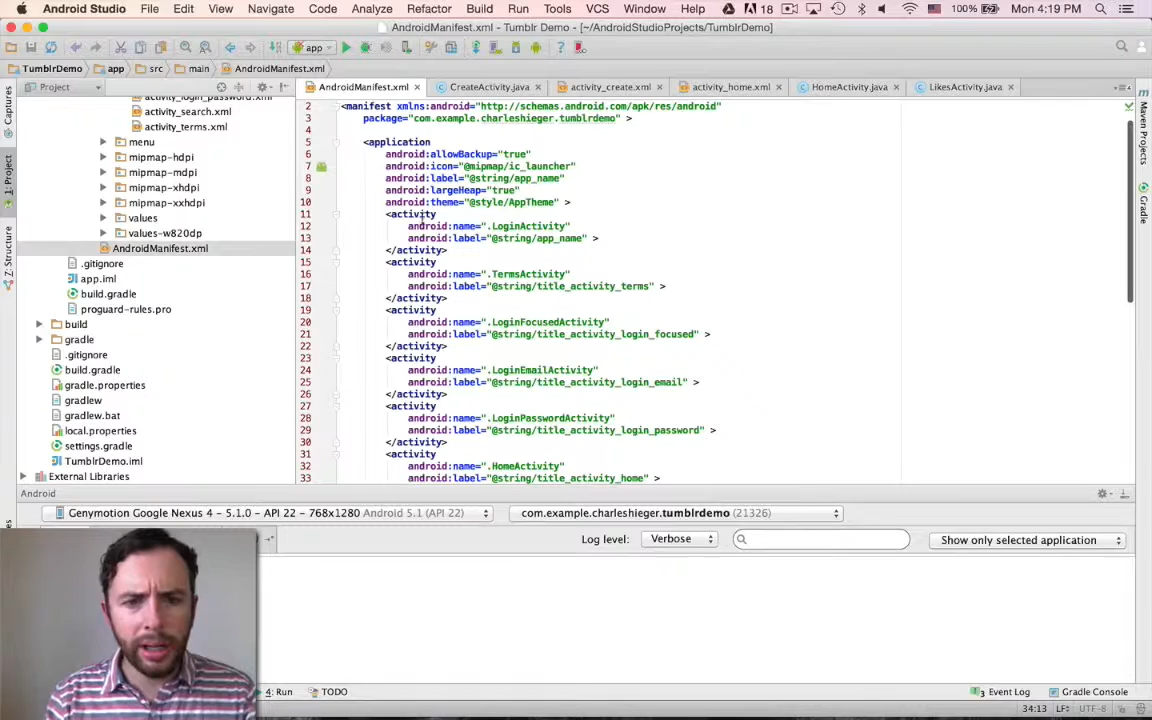 Android Studio File Edit View Navigate Code Analyze Refactor Build Run Tools VCS Window Help 18 100% Mon 4:19 PM
AndroidManifest.xml - [app] - Tumblr Demo - [~/AndroidStudioProjects/TumblrDemo]
app
TumblrDemo app src main AndroidManifest.xml
Project
AndroidManifest.xml CreateActivity.java activity_create.xml activity_home.xml HomeActivity.java LikesActivity.java
Captures
1: Project
Z: Structure
activity_login_password.xml
activity_search.xml
activity_terms.xml
menu
mipmap-hdpi
mipmap-mdpi
mipmap-xhdpi
mipmap-xxhdpi
values
values-w820dp
AndroidManifest.xml
.gitignore
app.iml
build.gradle
proguard-rules.pro
build
gradle
.gitignore
build.gradle
gradle.properties
gradlew
gradlew.bat
local.properties
settings.gradle
TumblrDemo.iml
External Libraries
2 <manifest xmlns:android="http://schemas.android.com/apk/res/android"
3 package="com.example.charleshieger.tumblrdemo" >
4
5 <application
6 android:allowBackup="true"
7 android:icon="@mipmap/ic_launcher"
8 android:label="@string/app_name"
9 android:largeHeap="true"
10 android:theme="@style/AppTheme" >
11 <activity
12 android:name=".LoginActivity"
13 android:label="@string/app_name" >
14 </activity>
15 <activity
16 android:name=".TermsActivity"
17 android:label="@string/title_activity_terms" >
18 </activity>
19 <activity
20 android:name=".LoginFocusedActivity"
21 android:label="@string/title_activity_login_focused" >
22 </activity>
23 <activity
24 android:name=".LoginEmailActivity"
25 android:label="@string/title_activity_login_email" >
26 </activity>
27 <activity
28 android:name=".LoginPasswordActivity"
29 android:label="@string/title_activity_login_password" >
30 </activity>
31 <activity
32 android:name=".HomeActivity"
33 android:label="@string/title_activity_home" >
m Maven Projects
Gradle
Android
Genymotion Google Nexus 4 - 5.1.0 - API 22 - 768x1280 Android 5.1 (API 22) com.example.charleshieger.tumblrdemo (21326)
Log level: Verbose Show only selected application
4: Run TODO 3 Event Log Gradle Console
34:13 LF÷ UTF-8